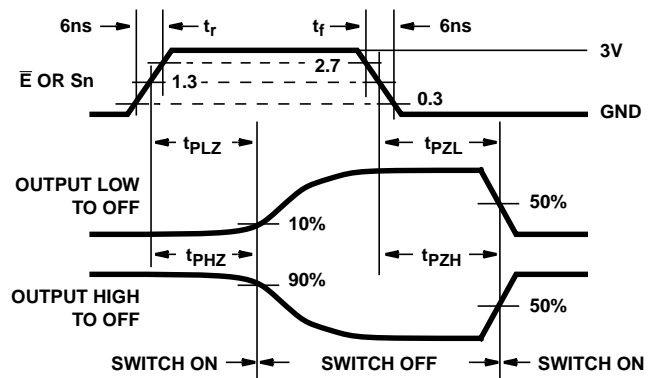 6ns tr tf 6ns
3V
2.7
E̅ OR Sn
1.3
0.3
GND
tPLZ tPZL
OUTPUT LOW
TO OFF
50%
10%
tPHZ tPZH
90%
OUTPUT HIGH
TO OFF
50%
SWITCH ON SWITCH OFF SWITCH ON